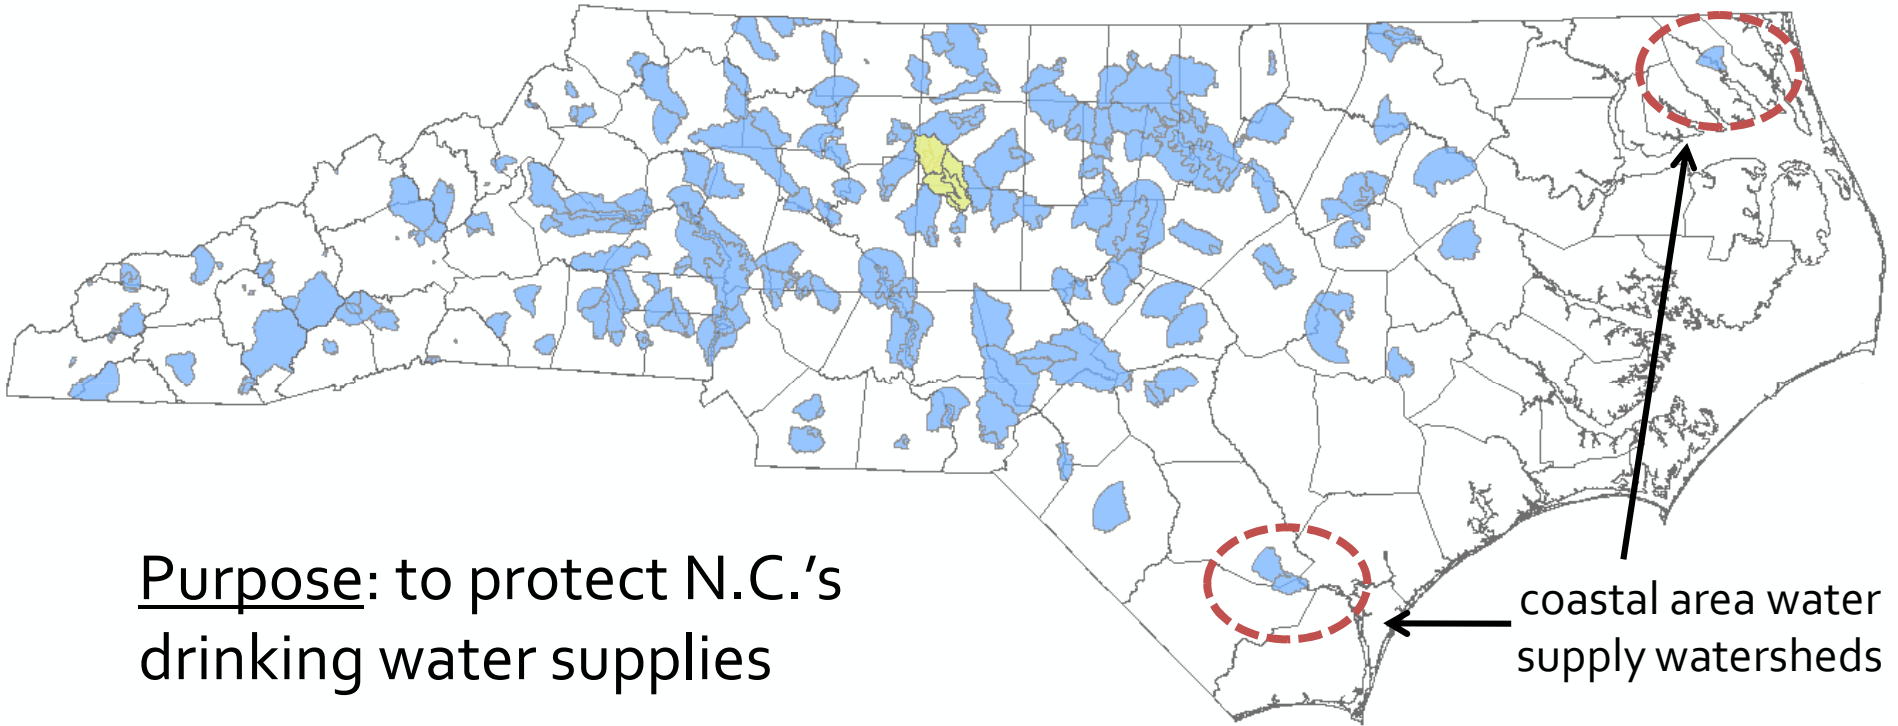 Purpose: to protect N.C.'s
drinking water supplies
coastal area water
supply watersheds